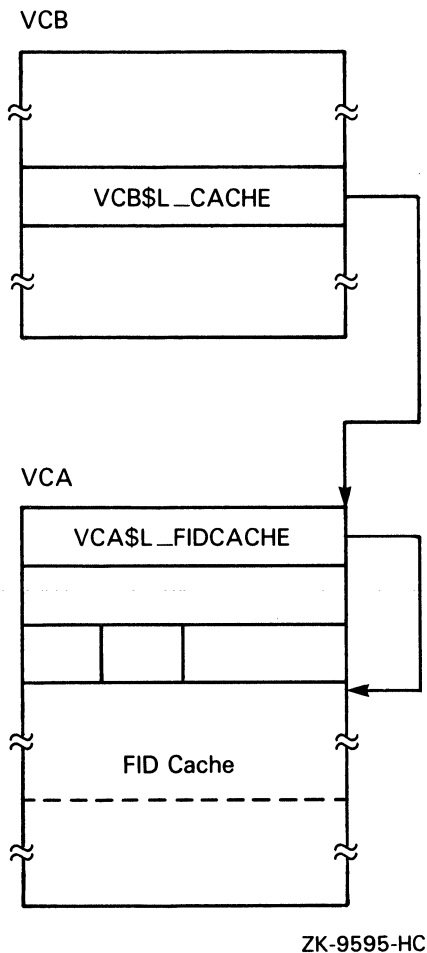 VCB
VCB$L_CACHE
VCA
VCA$L_FIDCACHE
FID Cache
ZK-9595-HC